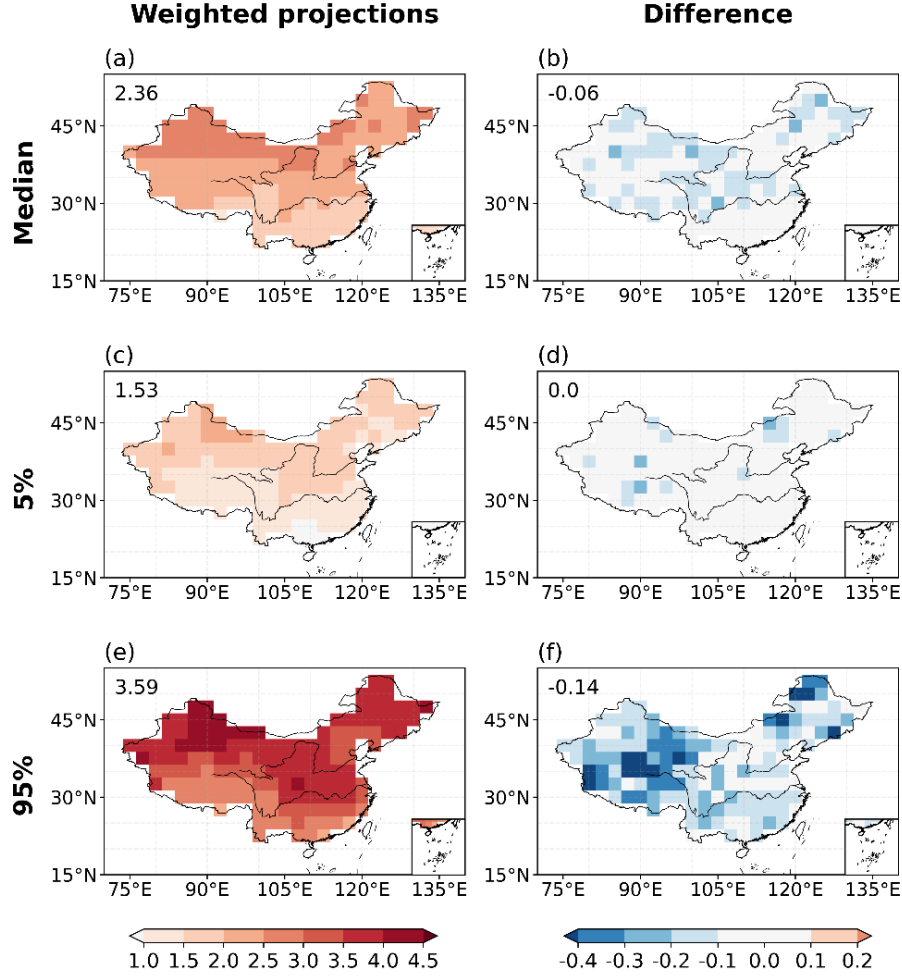 Weighted projections
Difference
(a)
(b)
2.36
-0.06
Median
45°N
30°N
15°N
75°E 90°E 105°E 120°E 135°E
45°N
30°N
15°N
75°E 90°E 105°E 120°E 135°E
(c)
(d)
1.53
0.0
5%
45°N
30°N
15°N
75°E 90°E 105°E 120°E 135°E
45°N
30°N
15°N
75°E 90°E 105°E 120°E 135°E
(e)
(f)
3.59
-0.14
95%
45°N
30°N
15°N
75°E 90°E 105°E 120°E 135°E
45°N
30°N
15°N
75°E 90°E 105°E 120°E 135°E
1.0 1.5 2.0 2.5 3.0 3.5 4.0 4.5
-0.4 -0.3 -0.2 -0.1 0.0 0.1 0.2